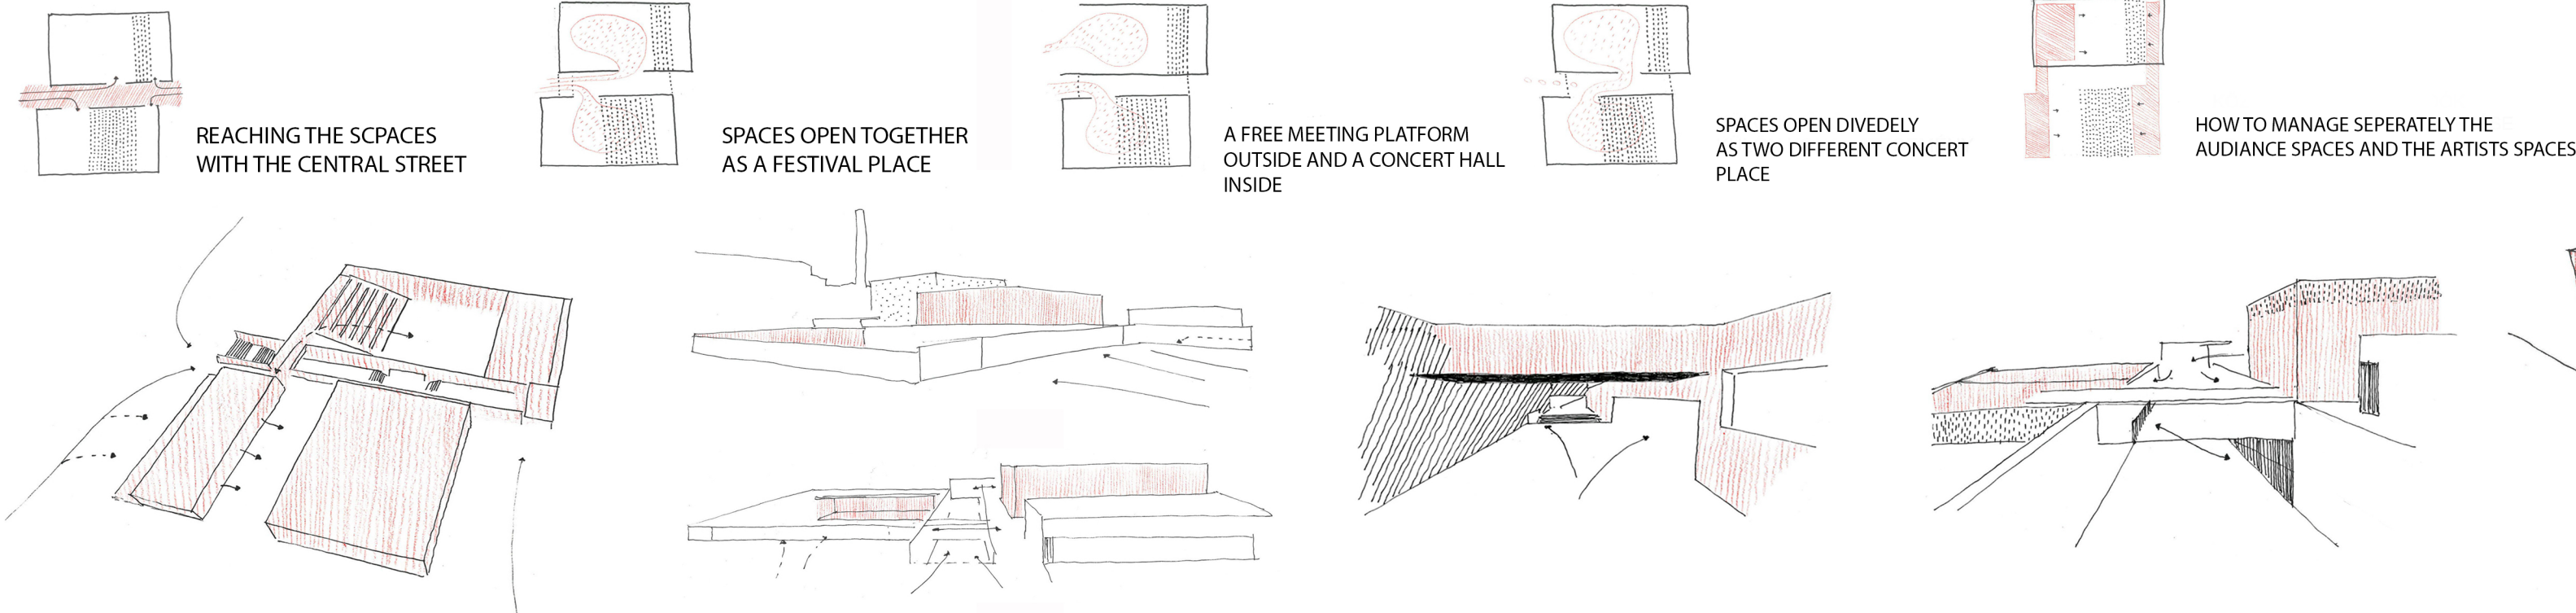 REACHING THE SCPACES
WITH THE CENTRAL STREET
SPACES OPEN TOGETHER
AS A FESTIVAL PLACE
A FREE MEETING PLATFORM
OUTSIDE AND A CONCERT HALL
INSIDE
SPACES OPEN DIVEDELY
AS TWO DIFFERENT CONCERT
PLACE
HOW TO MANAGE SEPERATELY THE
AUDIANCE SPACES AND THE ARTISTS SPACES